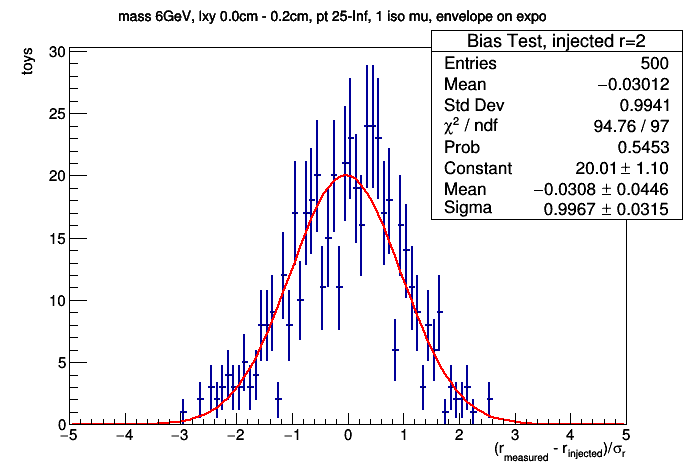 mass 6GeV, lxy 0.0cm - 0.2cm, pt 25-Inf, 1 iso mu, envelope on expo
Bias Test, injected r=2
Entries 500
Mean −0.03012
Std Dev 0.9941
χ² / ndf 94.76 / 97
Prob 0.5453
Constant 20.01 ± 1.10
Mean −0.0308 ± 0.0446
Sigma 0.9967 ± 0.0315
toys
30
25
20
15
10
5
0
−5 −4 −3 −2 −1 0 1 2 3 4 5
(r_measured - r_injected)/σ_r